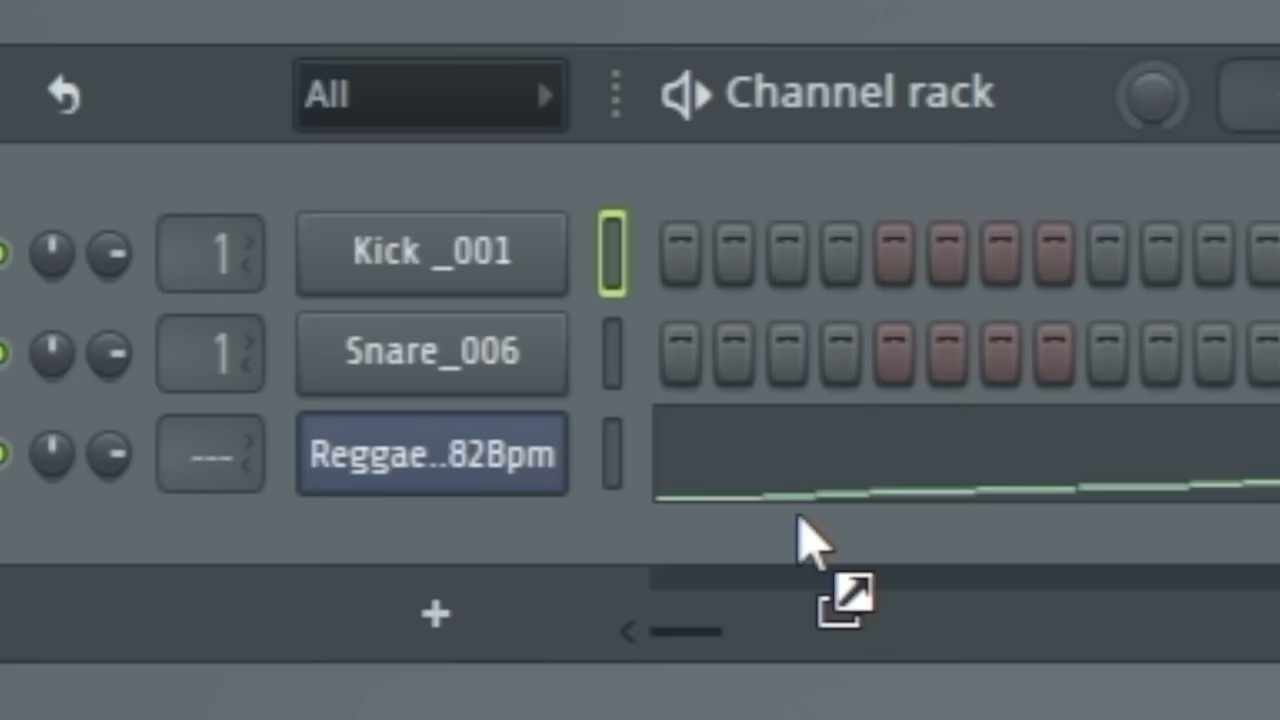 All
Channel rack
1
Kick _001
1
Snare_006
---
Reggae..82Bpm
+